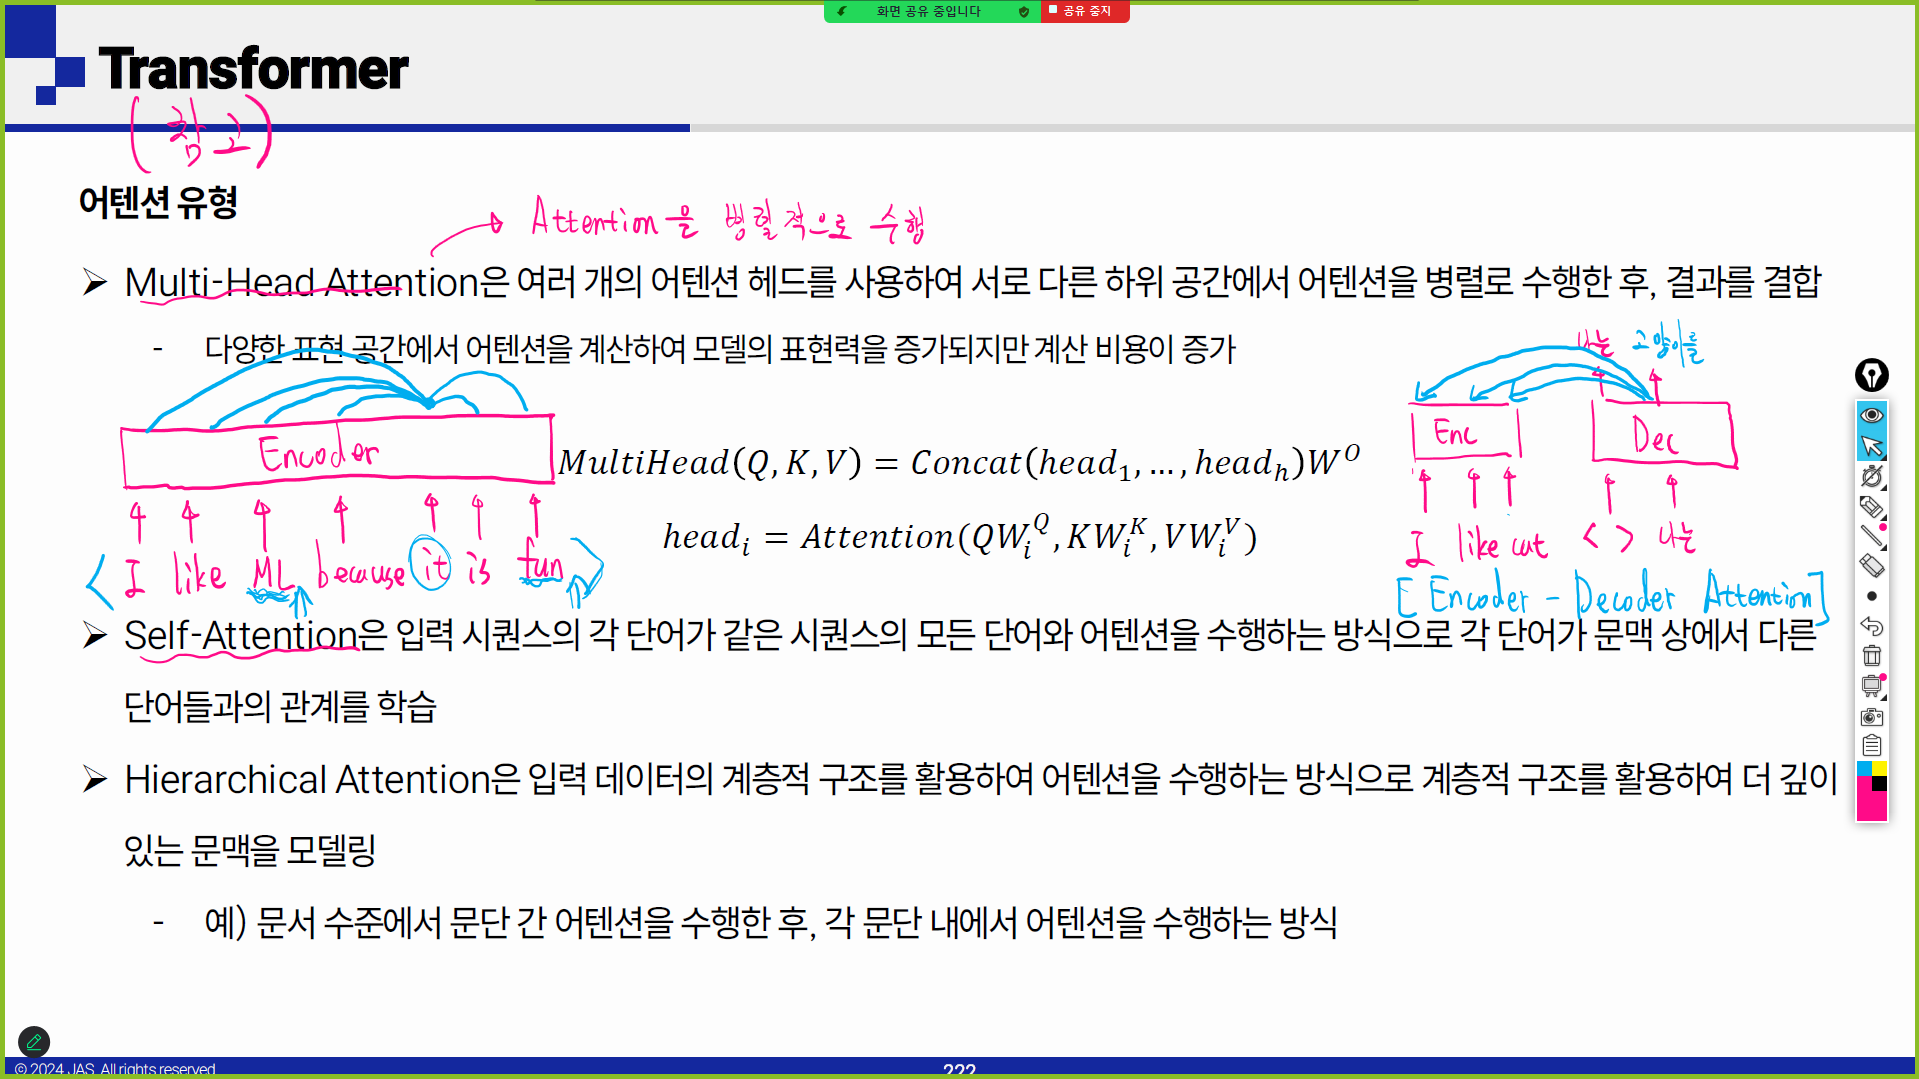 화면 공유 중입니다 공유 중지
Transformer
(참고)
어텐션 유형
Attention을 병렬적으로 수행
Multi-Head Attention은 여러 개의 어텐션 헤드를 사용하여 서로 다른 하위 공간에서 어텐션을 병렬로 수행한 후, 결과를 결합
- 다양한 표현 공간에서 어텐션을 계산하여 모델의 표현력을 증가되지만 계산 비용이 증가
나는 고양이를
Encoder
Enc Dec
MultiHead(Q, K, V) = Concat(head₁, … , headₕ)W^O
head_i = Attention(QW_i^Q, KW_i^K, VW_i^V)
< I like ML because it is fun >
I like cat < > 나는
[Encoder - Decoder Attention]
Self-Attention은 입력 시퀀스의 각 단어가 같은 시퀀스의 모든 단어와 어텐션을 수행하는 방식으로 각 단어가 문맥 상에서 다른
단어들과의 관계를 학습
Hierarchical Attention은 입력 데이터의 계층적 구조를 활용하여 어텐션을 수행하는 방식으로 계층적 구조를 활용하여 더 깊이
있는 문맥을 모델링
- 예) 문서 수준에서 문단 간 어텐션을 수행한 후, 각 문단 내에서 어텐션을 수행하는 방식
© 2024 JAS. All rights reserved
222